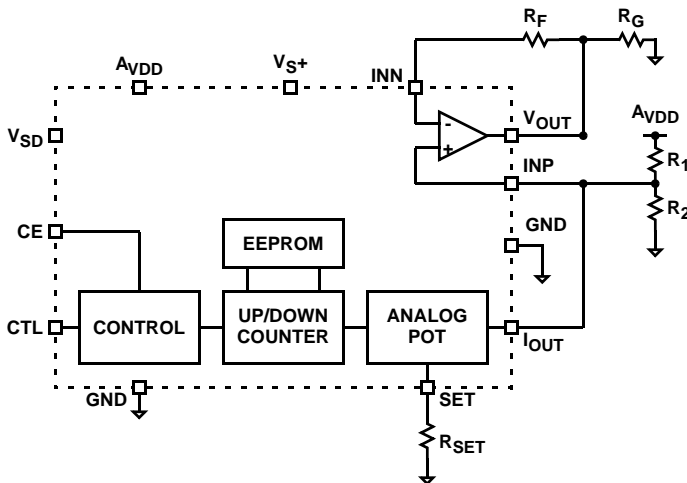 RF
RG
AVDD
VS+
INN
VSD
-
+
VOUT
AVDD
R1
INP
R2
CE
GND
EEPROM
CTL
CONTROL
UP/DOWN
COUNTER
ANALOG
POT
IOUT
GND
SET
RSET